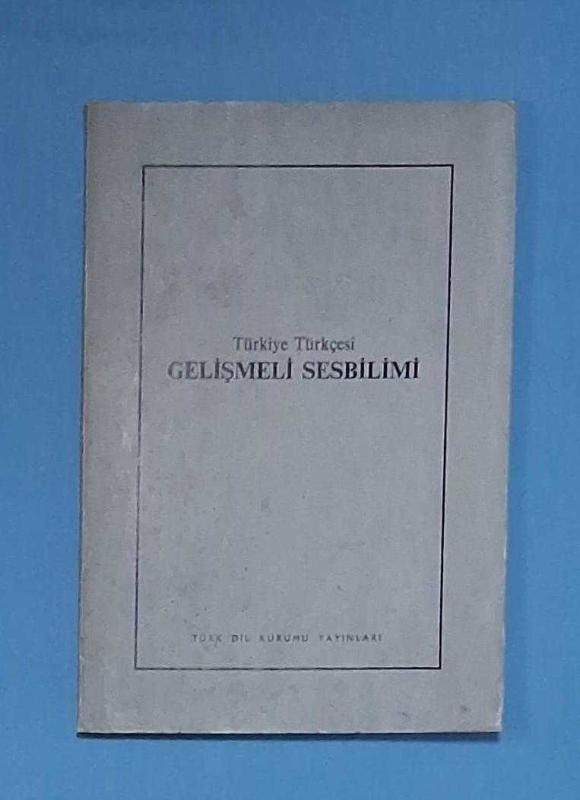 Türkiye Türkçesi
GELİŞMELİ SESBİLİMİ
TÜRK DİL KURUMU YAYINLARI